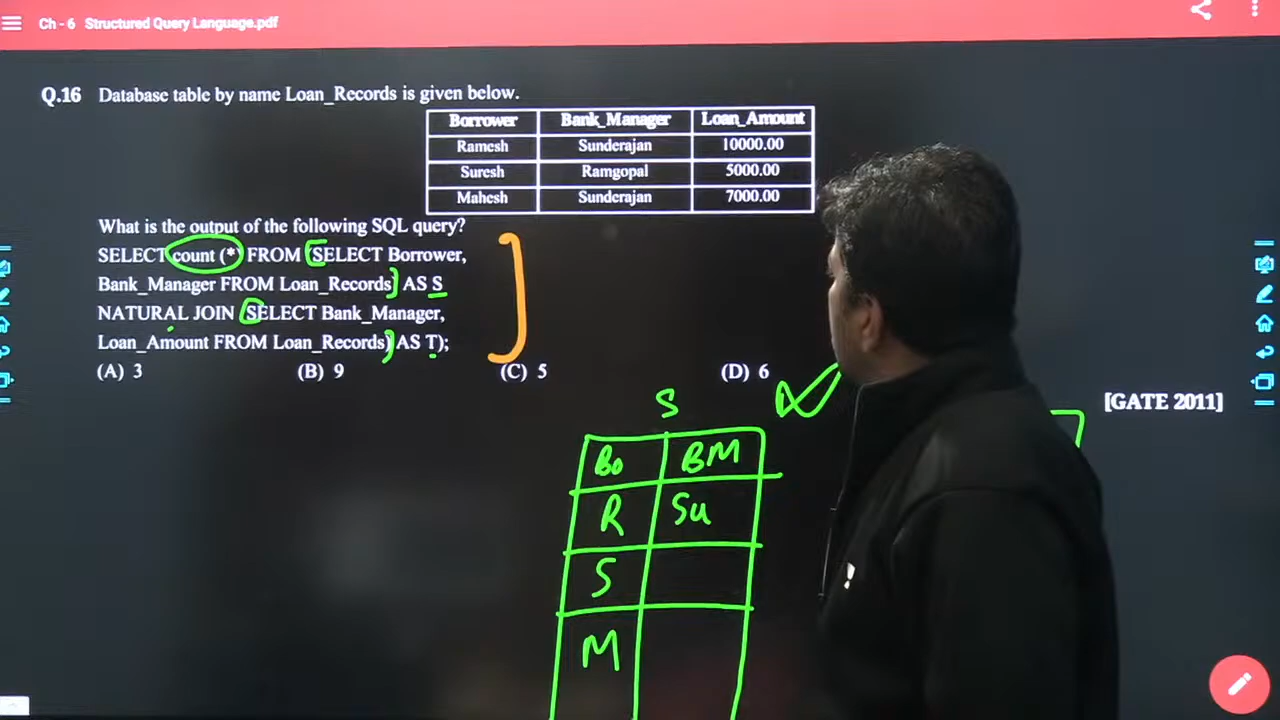 Ch - 6 Structured Query Language.pdf
Q.16 Database table by name Loan_Records is given below.
Borrower Bank_Manager Loan_Amount
Ramesh Sunderajan 10000.00
Suresh Ramgopal 5000.00
Mahesh Sunderajan 7000.00
What is the output of the following SQL query?
SELECT count (*) FROM (SELECT Borrower,
Bank_Manager FROM Loan_Records) AS S
NATURAL JOIN (SELECT Bank_Manager,
Loan_Amount FROM Loan_Records) AS T);
(A) 3 (B) 9 (C) 5 (D) 6
[GATE 2011]
S
Bo BM
R Su
S
M